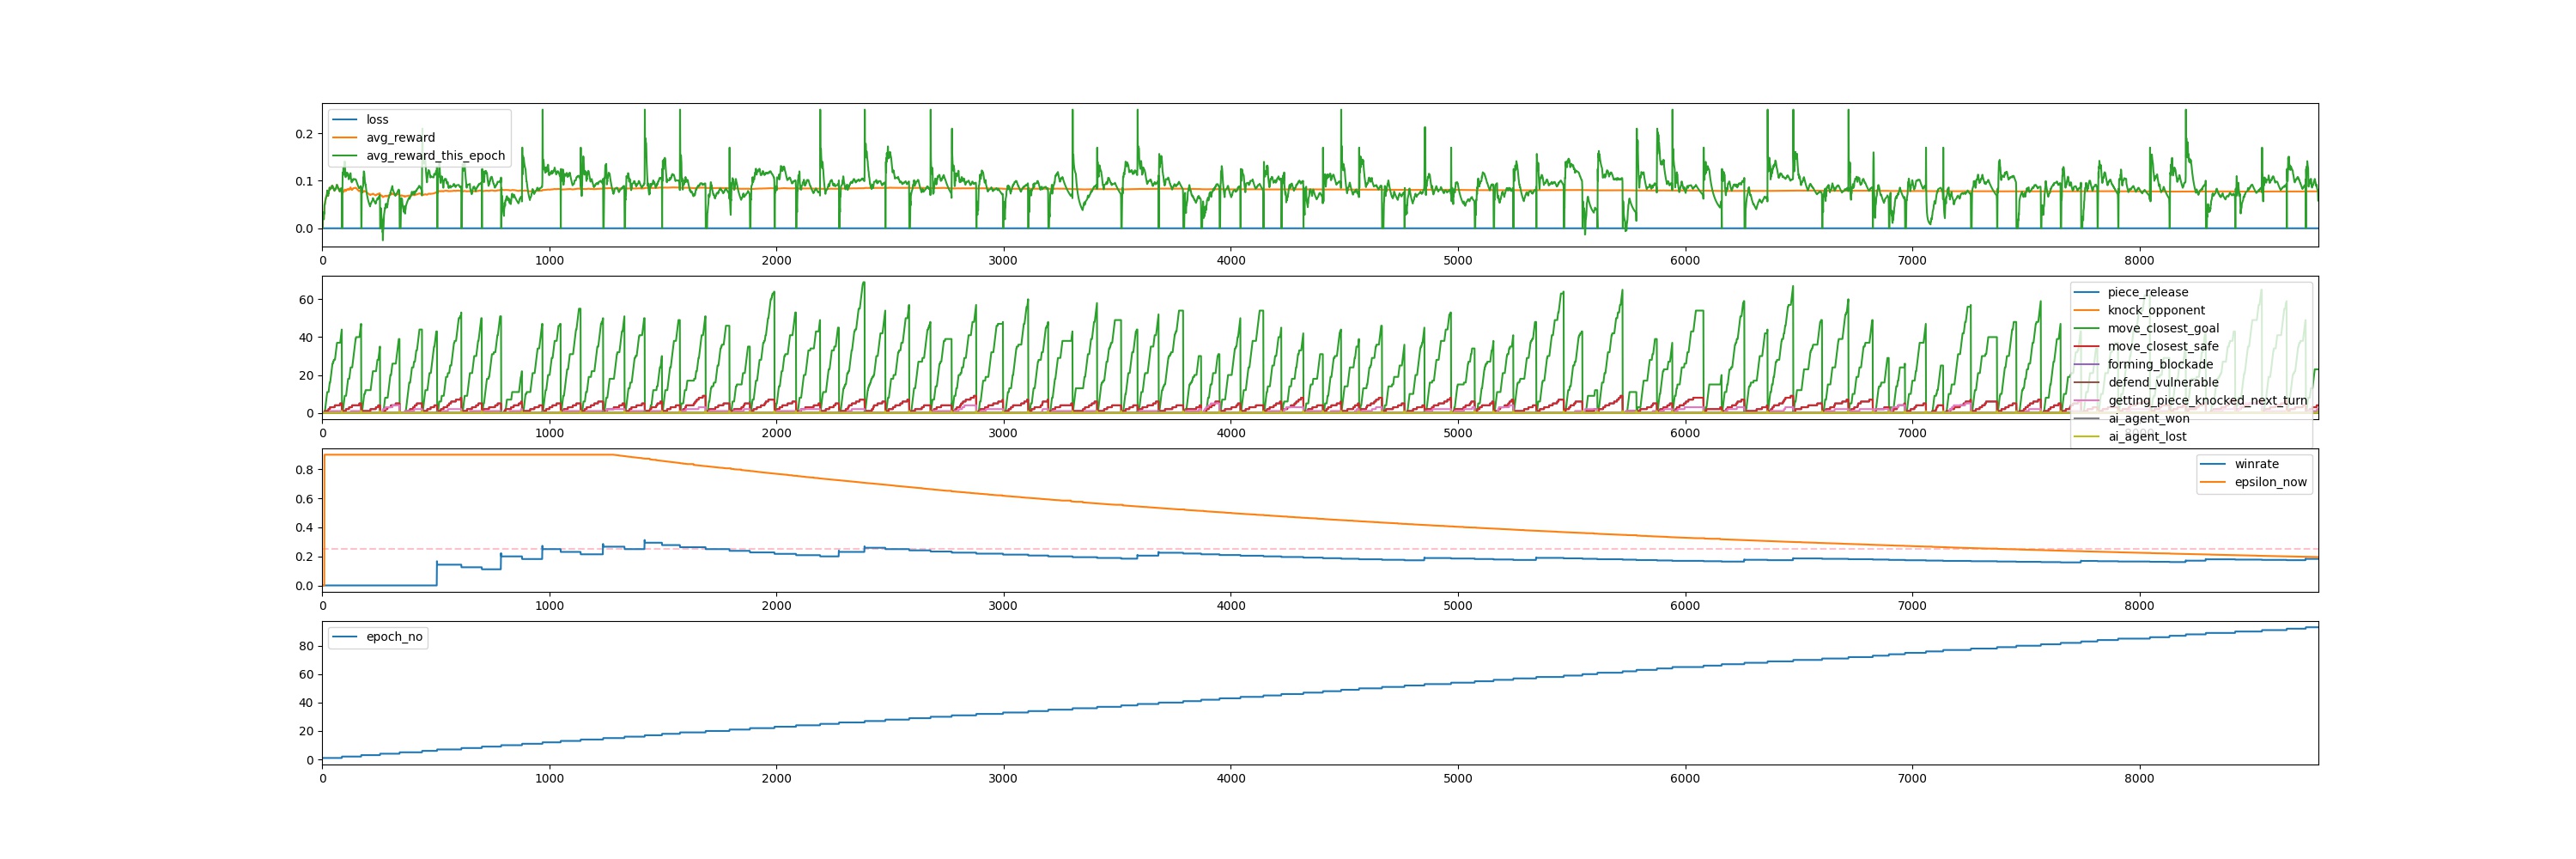 loss
avg_reward
avg_reward_this_epoch
0.2
0.1
0.0
0 1000 2000 3000 4000 5000 6000 7000 8000
piece_release
knock_opponent
move_closest_goal
move_closest_safe
forming_blockade
defend_vulnerable
getting_piece_knocked_next_turn
ai_agent_won
ai_agent_lost
60
40
20
0
0 1000 2000 3000 4000 5000 6000 7000 8000
winrate
epsilon_now
0.8
0.6
0.4
0.2
0.0
0 1000 2000 3000 4000 5000 6000 7000 8000
epoch_no
80
60
40
20
0
0 1000 2000 3000 4000 5000 6000 7000 8000